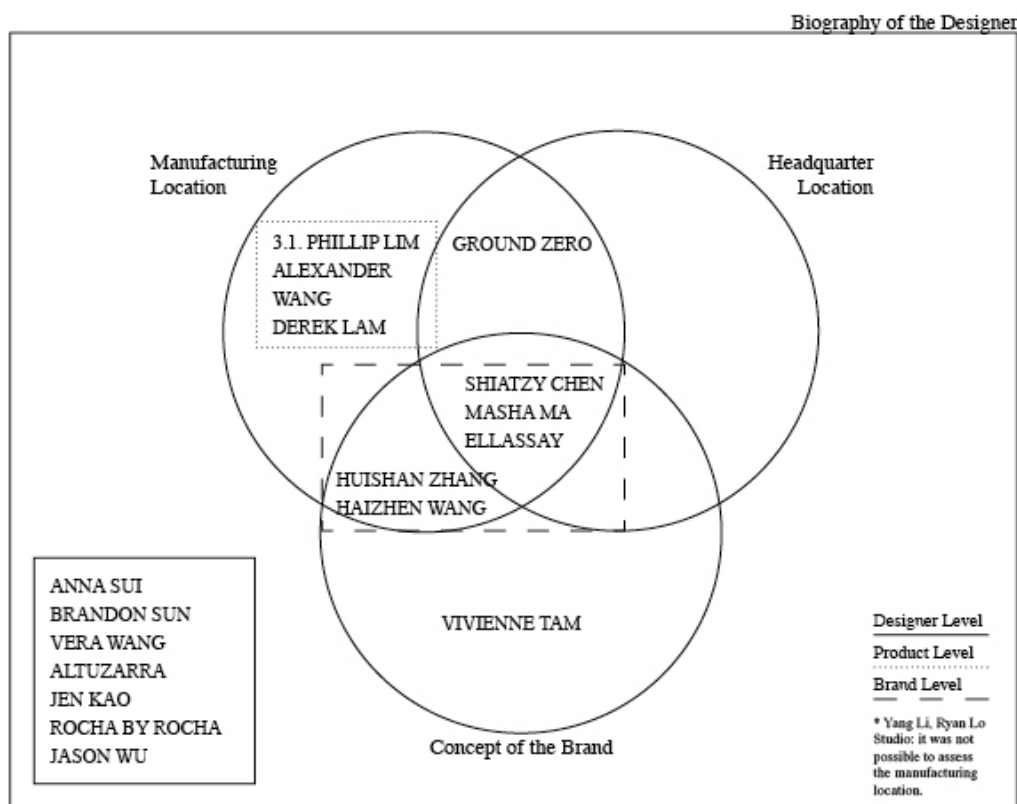 Biography of the Designer
Manufacturing
Location
Headquarter
Location
3.1. PHILLIP LIM
ALEXANDER
WANG
DEREK LAM
GROUND ZERO
SHIATZY CHEN
MASHA MA
ELLASSAY
HUISHAN ZHANG
HAIZHEN WANG
VIVIENNE TAM
Concept of the Brand
ANNA SUI
BRANDON SUN
VERA WANG
ALTUZARRA
JEN KAO
ROCHA BY ROCHA
JASON WU
Designer Level
Product Level
Brand Level
* Yang Li, Ryan Lo
Studio: it was not
possible to assess
the manufacturing
location.